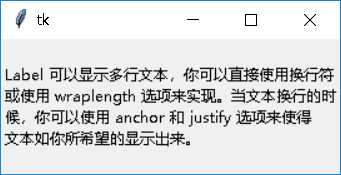 tk
Label 可以显示多行文本，你可以直接使用换行符
或使用 wraplength 选项来实现。当文本换行的时
候，你可以使用 anchor 和 justify 选项来使得
文本如你所希望的显示出来。